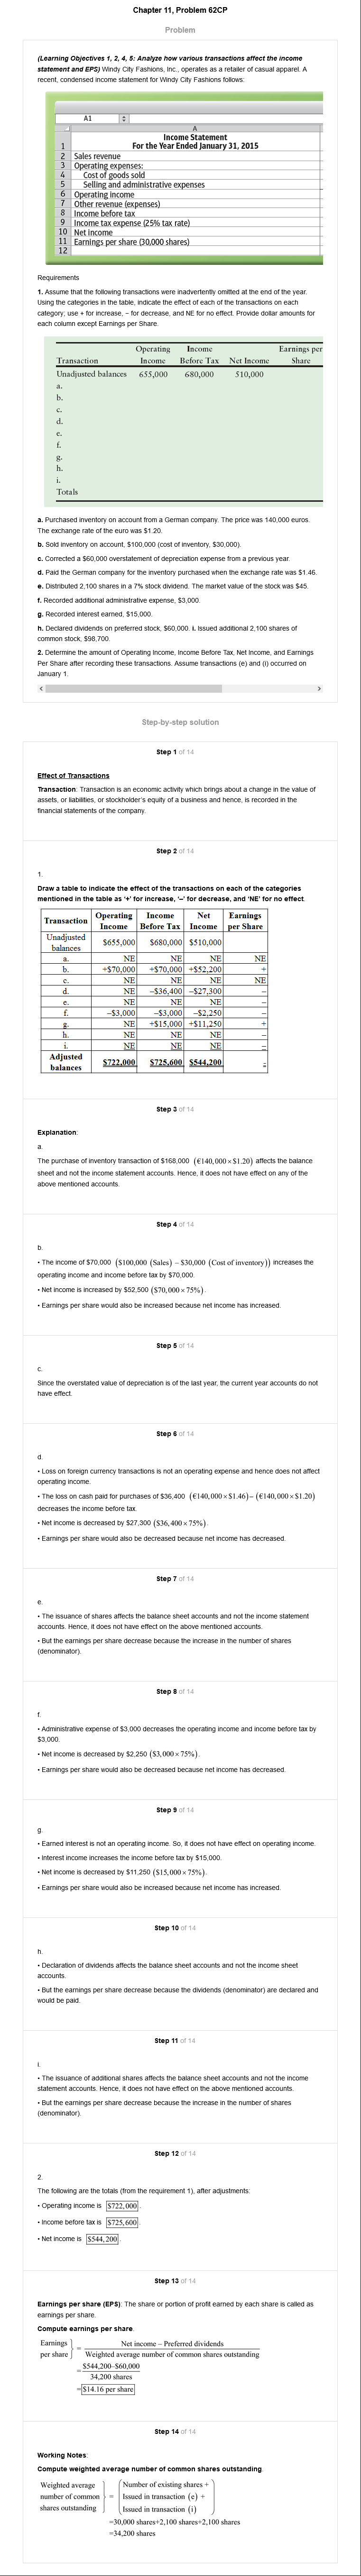 Chapter 11, Problem 62CP
Problem
(Learning Objectives 1, 2, 4, 5: Analyze how various transactions affect the income
statement and EPS) Windy City Fashions, Inc., operates as a retailer of casual apparel. A
recent, condensed income statement for Windy City Fashions follows:
A1
A
1 Income Statement
For the Year Ended January 31, 2015
2 Sales revenue
3 Operating expenses:
4 Cost of goods sold
5 Selling and administrative expenses
6 Operating income
7 Other revenue (expenses)
8 Income before tax
9 Income tax expense (25% tax rate)
10 Net income
11 Earnings per share (30,000 shares)
12
Requirements
1. Assume that the following transactions were inadvertently omitted at the end of the year.
Using the categories in the table, indicate the effect of each of the transactions on each
category; use + for increase, − for decrease, and NE for no effect. Provide dollar amounts for
each column except Earnings per Share.
Operating Income Earnings per
Transaction Income Before Tax Net Income Share
Unadjusted balances 655,000 680,000 510,000
a.
b.
c.
d.
e.
f.
g.
h.
i.
Totals
a. Purchased inventory on account from a German company. The price was 140,000 euros.
The exchange rate of the euro was $1.20.
b. Sold inventory on account, $100,000 (cost of inventory, $30,000).
c. Corrected a $60,000 overstatement of depreciation expense from a previous year.
d. Paid the German company for the inventory purchased when the exchange rate was $1.46.
e. Distributed 2,100 shares in a 7% stock dividend. The market value of the stock was $45.
f. Recorded additional administrative expense, $3,000.
g. Recorded interest earned, $15,000.
h. Declared dividends on preferred stock, $60,000. i. Issued additional 2,100 shares of
common stock, $98,700.
2. Determine the amount of Operating Income, Income Before Tax, Net Income, and Earnings
Per Share after recording these transactions. Assume transactions (e) and (i) occurred on
January 1.
Step-by-step solution
Step 1 of 14
Effect of Transactions
Transaction: Transaction is an economic activity which brings about a change in the value of
assets, or liabilities, or stockholder's equity of a business and hence, is recorded in the
financial statements of the company.
Step 2 of 14
1.
Draw a table to indicate the effect of the transactions on each of the categories
mentioned in the table as '+' for increase, '–' for decrease, and 'NE' for no effect.
Transaction Operating Income Income Before Tax Net Income Earnings per Share
Unadjusted balances $655,000 $680,000 $510,000
a. NE NE NE NE
b. +$70,000 +$70,000 +$52,200 +
c. NE NE NE NE
d. NE –$36,400 –$27,300 –
e. NE NE NE –
f. –$3,000 –$3,000 –$2,250 –
g. NE +$15,000 +$11,250 +
h. NE NE NE –
i. NE NE NE –
Adjusted balances $722,000 $725,600 $544,200 -
Step 3 of 14
Explanation:
a.
The purchase of inventory transaction of $168,000 (€140,000×$1.20) affects the balance
sheet and not the income statement accounts. Hence, it does not have effect on any of the
above mentioned accounts.
Step 4 of 14
b.
• The income of $70,000 ($100,000 (Sales) – $30,000 (Cost of inventory)) increases the
operating income and income before tax by $70,000.
• Net income is increased by $52,500 ($70,000×75%).
• Earnings per share would also be increased because net income has increased.
Step 5 of 14
c.
Since the overstated value of depreciation is of the last year, the current year accounts do not
have effect.
Step 6 of 14
d.
• Loss on foreign currency transactions is not an operating expense and hence does not affect
operating income.
• The loss on cash paid for purchases of $36,400 (€140,000×$1.46)–(€140,000×$1.20)
decreases the income before tax.
• Net income is decreased by $27,300 ($36,400×75%).
• Earnings per share would also be decreased because net income has decreased.
Step 7 of 14
e.
• The issuance of shares affects the balance sheet accounts and not the income statement
accounts. Hence, it does not have effect on the above mentioned accounts.
• But the earnings per share decrease because the increase in the number of shares
(denominator).
Step 8 of 14
f.
• Administrative expense of $3,000 decreases the operating income and income before tax by
$3,000.
• Net income is decreased by $2,250 ($3,000×75%).
• Earnings per share would also be decreased because net income has decreased.
Step 9 of 14
g.
• Earned interest is not an operating income. So, it does not have effect on operating income.
• Interest income increases the income before tax by $15,000.
• Net income is decreased by $11,250 ($15,000×75%).
• Earnings per share would also be increased because net income has increased.
Step 10 of 14
h.
• Declaration of dividends affects the balance sheet accounts and not the income sheet
accounts.
• But the earnings per share decrease because the dividends (denominator) are declared and
would be paid.
Step 11 of 14
i.
• The issuance of additional shares affects the balance sheet accounts and not the income
statement accounts. Hence, it does not have effect on the above mentioned accounts.
• But the earnings per share decrease because the increase in the number of shares
(denominator).
Step 12 of 14
2.
The following are the totals (from the requirement 1), after adjustments:
• Operating income is $722,000.
• Income before tax is $725,600.
• Net income is $544,200.
Step 13 of 14
Earnings per share (EPS): The share or portion of profit earned by each share is called as
earnings per share.
Compute earnings per share.
Earnings per share } = Net income – Preferred dividends
Weighted average number of common shares outstanding
= $544,200–$60,000
34,200 shares
= $14.16 per share
Step 14 of 14
Working Notes:
Compute weighted average number of common shares outstanding.
Weighted average number of common shares outstanding } = (Number of existing shares +
Issued in transaction (e) +
Issued in transaction (i))
=30,000 shares+2,100 shares+2,100 shares
=34,200 shares